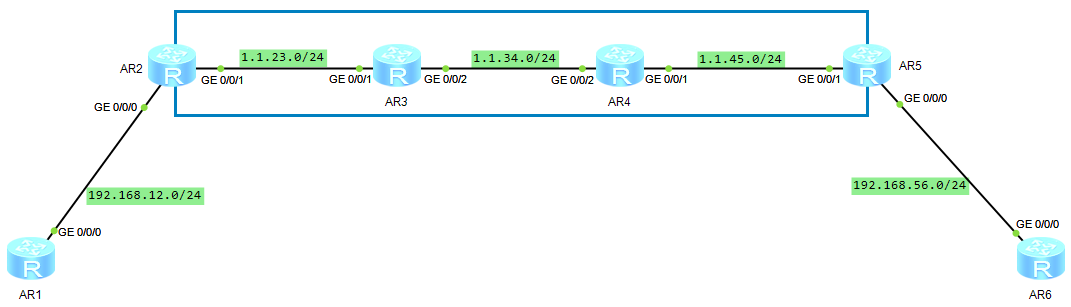 AR2
1.1.23.0/24
1.1.34.0/24
1.1.45.0/24
AR5
GE 0/0/1
GE 0/0/1
GE 0/0/2
GE 0/0/2
GE 0/0/1
GE 0/0/1
R
R
R
R
GE 0/0/0
AR3
AR4
GE 0/0/0
192.168.12.0/24
192.168.56.0/24
GE 0/0/0
GE 0/0/0
R
R
AR1
AR6